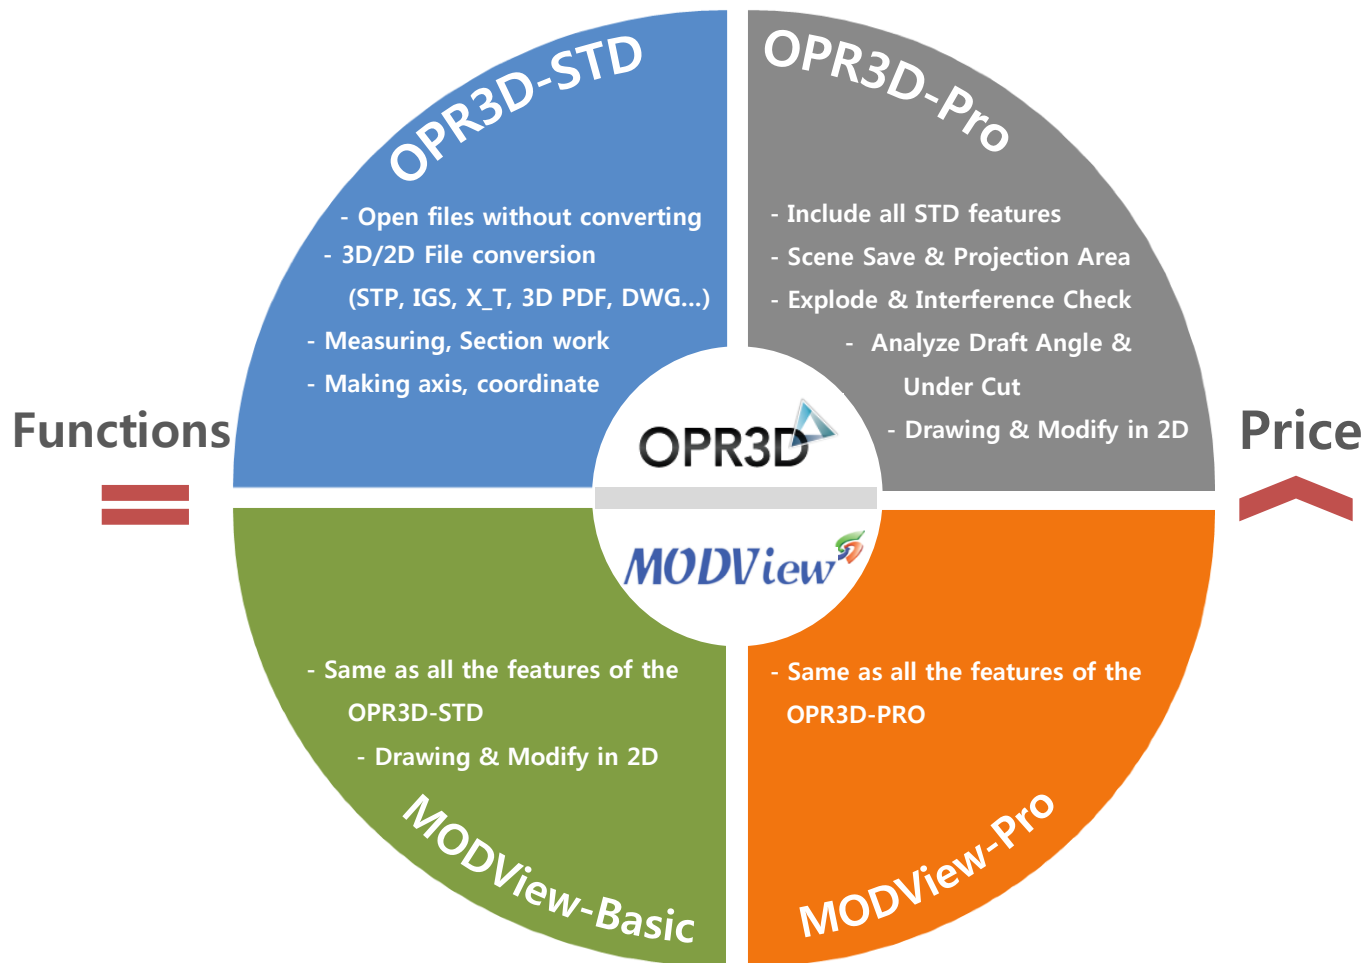 OPR3D-STD
- Open files without converting
- 3D/2D File conversion
(STP, IGS, X_T, 3D PDF, DWG...)
- Measuring, Section work
- Making axis, coordinate
OPR3D-Pro
- Include all STD features
- Scene Save & Projection Area
- Explode & Interference Check
- Analyze Draft Angle &
Under Cut
- Drawing & Modify in 2D
Functions
OPR3D
MODView
Price
- Same as all the features of the
OPR3D-STD
- Drawing & Modify in 2D
MODView-Basic
- Same as all the features of the
OPR3D-PRO
MODView-Pro